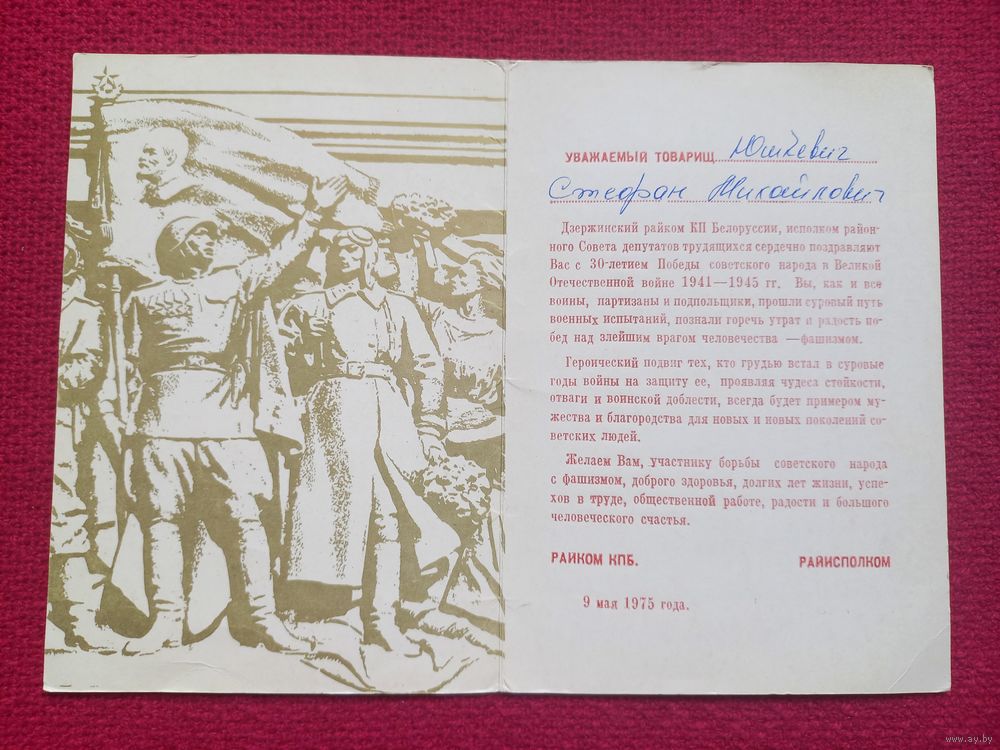 УВАЖАЕМЫЙ ТОВАРИЩ Юшкевич
Стефан Михайлович
Дзержинский райком КП Белоруссии, исполком район-
ного Совета депутатов трудящихся сердечно поздравляют
Вас с 30-летием Победы советского народа в Великой
Отечественной войне 1941—1945 гг. Вы, как и все
воины, партизаны и подпольщики, прошли суровый путь
военных испытаний, познали горечь утрат и радость по-
бед над злейшим врагом человечества —фашизмом.
Героический подвиг тех, кто грудью встал в суровые
годы войны на защиту ее, проявляя чудеса стойкости,
отваги и воинской доблести, всегда будет примером му-
жества и благородства для новых и новых поколений со-
ветских людей.
Желаем Вам, участнику борьбы советского народа
с фашизмом, доброго здоровья, долгих лет жизни, успе-
хов в труде, общественной работе, радости и большого
человеческого счастья.
РАЙКОМ КПБ. РАЙИСПОЛКОМ
9 мая 1975 года.
www.ay.by